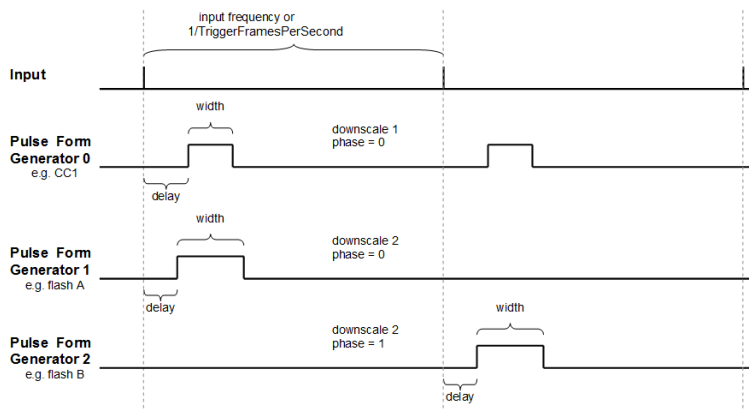 input frequency or
1/TriggerFramesPerSecond
Input
width
downscale 1
phase = 0
Pulse Form
Generator 0
e.g. CC1
delay
width
downscale 2
phase = 0
Pulse Form
Generator 1
e.g. flash A
delay
width
downscale 2
phase = 1
Pulse Form
Generator 2
e.g. flash B
delay